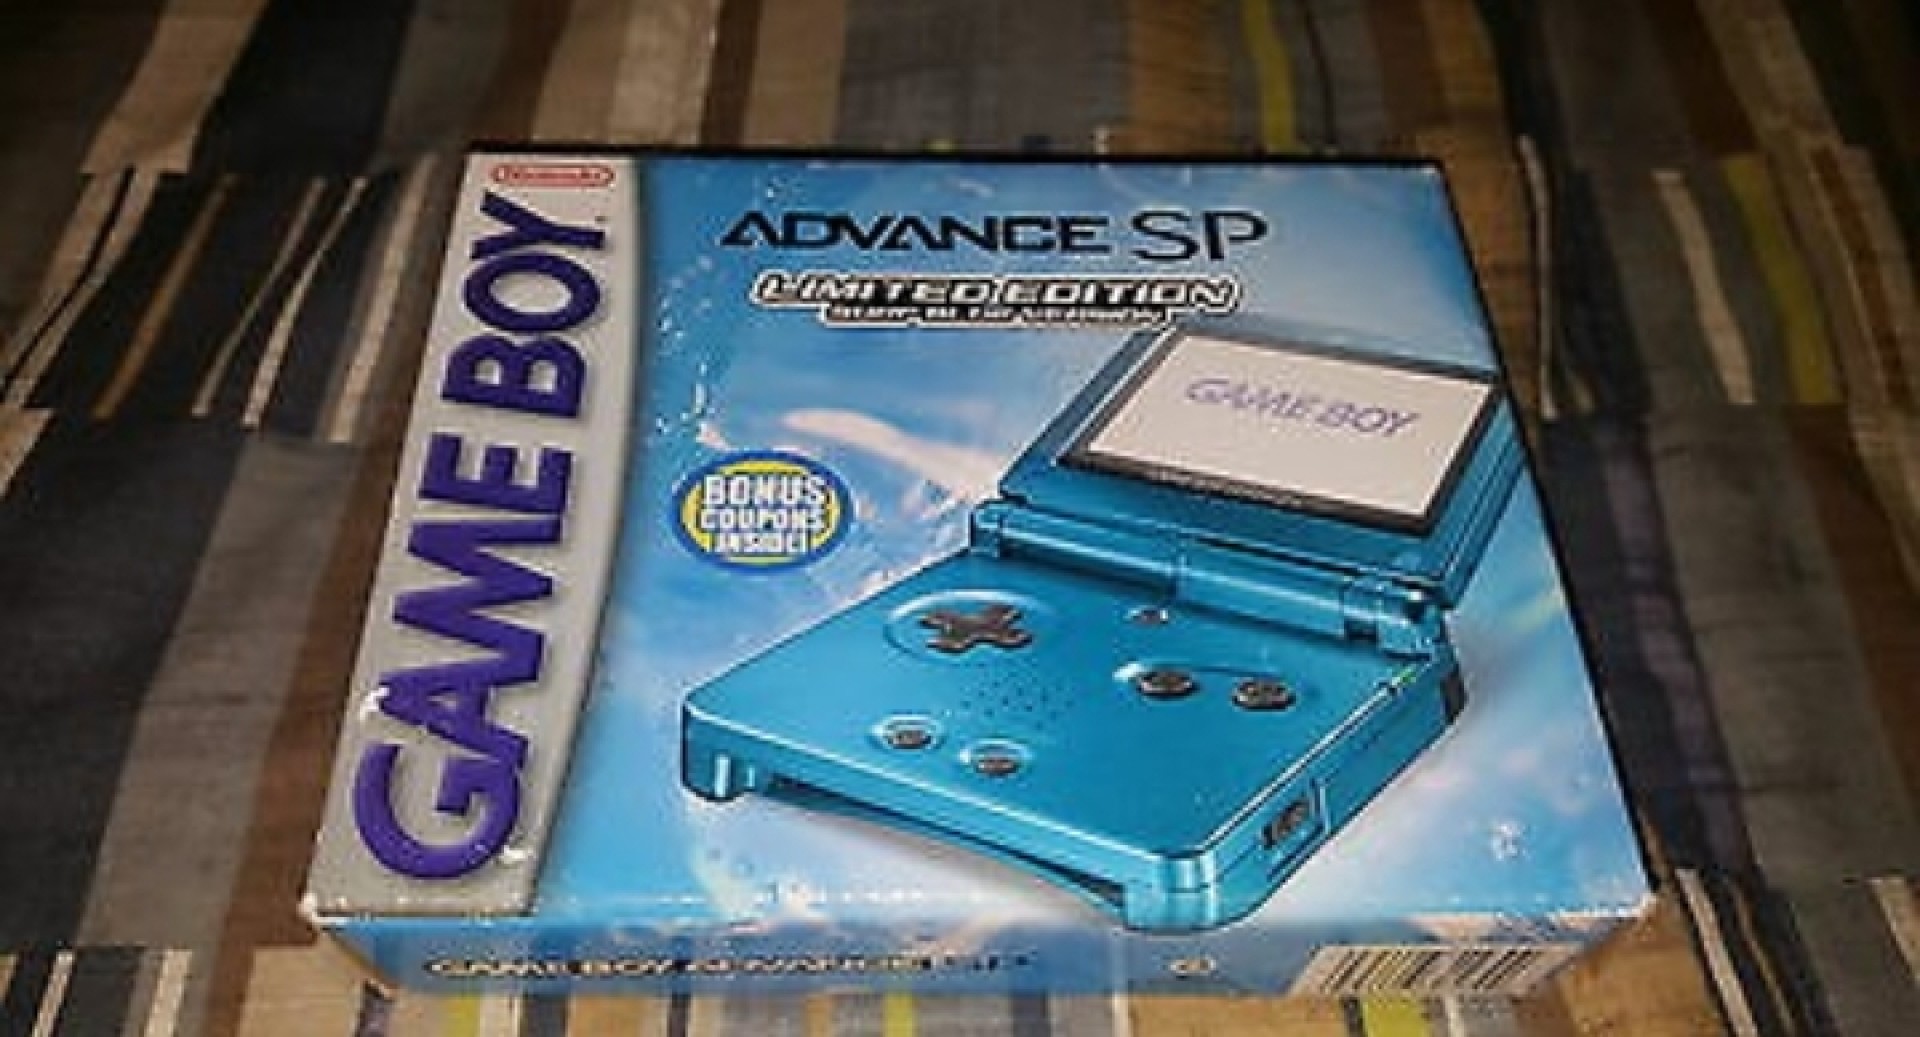 Nintendo
GAME BOY
ADVANCE SP
LIMITED EDITION
GAME BOY
BONUS
COUPONS
INSIDE!
GAME BOY ADVANCE SP